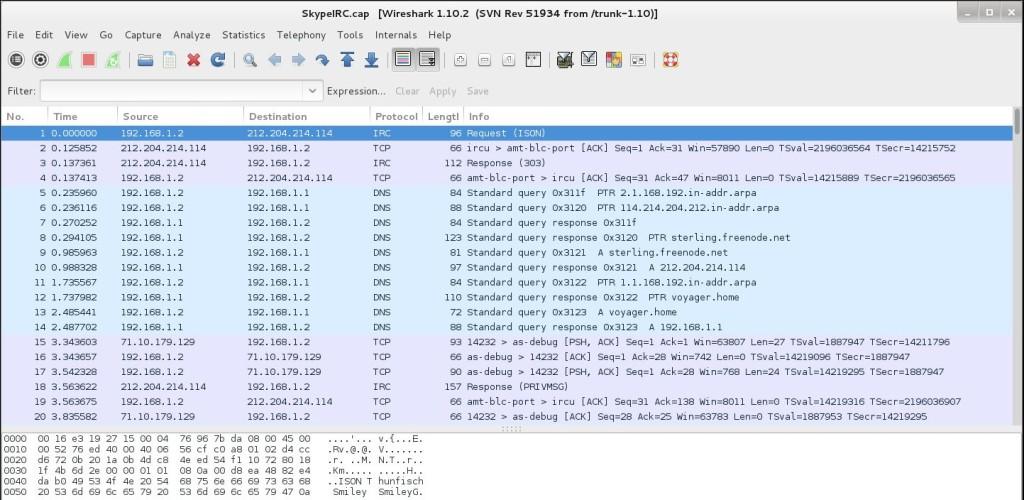 SkypeIRC.cap [Wireshark 1.10.2 (SVN Rev 51934 from /trunk-1.10)]
File Edit View Go Capture Analyze Statistics Telephony Tools Internals Help
Filter: Expression... Clear Apply Save
No. Time Source Destination Protocol Lengtl Info
1 0.000000 192.168.1.2 212.204.214.114 IRC 96 Request (ISON)
2 0.125852 212.204.214.114 192.168.1.2 TCP 66 ircu > amt-blc-port [ACK] Seq=1 Ack=31 Win=57890 Len=0 TSval=2196036564 TSecr=14215752
3 0.137361 212.204.214.114 192.168.1.2 IRC 112 Response (303)
4 0.137413 192.168.1.2 212.204.214.114 TCP 66 amt-blc-port > ircu [ACK] Seq=31 Ack=47 Win=8011 Len=0 TSval=14215889 TSecr=2196036565
5 0.235960 192.168.1.2 192.168.1.1 DNS 84 Standard query 0x311f PTR 2.1.168.192.in-addr.arpa
6 0.236116 192.168.1.2 192.168.1.1 DNS 88 Standard query 0x3120 PTR 114.214.204.212.in-addr.arpa
7 0.270252 192.168.1.1 192.168.1.2 DNS 84 Standard query response 0x311f
8 0.294105 192.168.1.1 192.168.1.2 DNS 123 Standard query response 0x3120 PTR sterling.freenode.net
9 0.985963 192.168.1.2 192.168.1.1 DNS 81 Standard query 0x3121 A sterling.freenode.net
10 0.988328 192.168.1.1 192.168.1.2 DNS 97 Standard query response 0x3121 A 212.204.214.114
11 1.735567 192.168.1.2 192.168.1.1 DNS 84 Standard query 0x3122 PTR 1.1.168.192.in-addr.arpa
12 1.737982 192.168.1.1 192.168.1.2 DNS 110 Standard query response 0x3122 PTR voyager.home
13 2.485441 192.168.1.2 192.168.1.1 DNS 72 Standard query 0x3123 A voyager.home
14 2.487702 192.168.1.1 192.168.1.2 DNS 88 Standard query response 0x3123 A 192.168.1.1
15 3.343603 71.10.179.129 192.168.1.2 TCP 93 14232 > as-debug [PSH, ACK] Seq=1 Ack=1 Win=63807 Len=27 TSval=1887947 TSecr=14211796
16 3.343657 192.168.1.2 71.10.179.129 TCP 66 as-debug > 14232 [ACK] Seq=1 Ack=28 Win=742 Len=0 TSval=14219096 TSecr=1887947
17 3.542328 192.168.1.2 71.10.179.129 TCP 90 as-debug > 14232 [PSH, ACK] Seq=1 Ack=28 Win=768 Len=24 TSval=14219295 TSecr=1887947
18 3.563622 212.204.214.114 192.168.1.2 IRC 157 Response (PRIVMSG)
19 3.563675 192.168.1.2 212.204.214.114 TCP 66 amt-blc-port > ircu [ACK] Seq=31 Ack=138 Win=8011 Len=0 TSval=14219316 TSecr=2196036907
20 3.835582 71.10.179.129 192.168.1.2 TCP 66 14232 > as-debug [ACK] Seq=28 Ack=25 Win=63783 Len=0 TSval=1887953 TSecr=14219295
0000 00 16 e3 19 27 15 00 04 76 96 7b da 08 00 45 00 ....'... v.{...E.
0010 00 52 76 ed 40 00 40 06 56 cf c0 a8 01 02 d4 cc .Rv.@.@. V.......
0020 d6 72 0b 20 1a 0b 4d c8 4e ed 54 f1 10 72 80 18 .r. ..M. N.T..r..
0030 1f 4b 6d 2e 00 00 01 01 08 0a 00 d8 ea 48 82 e4 .Km..... .....H..
0040 da b0 49 53 4f 4e 20 54 68 75 6e 66 69 73 63 68 ..ISON T hunfisch
0050 20 53 6d 69 6c 65 79 20 53 6d 69 6c 65 79 47 0a Smiley SmileyG.